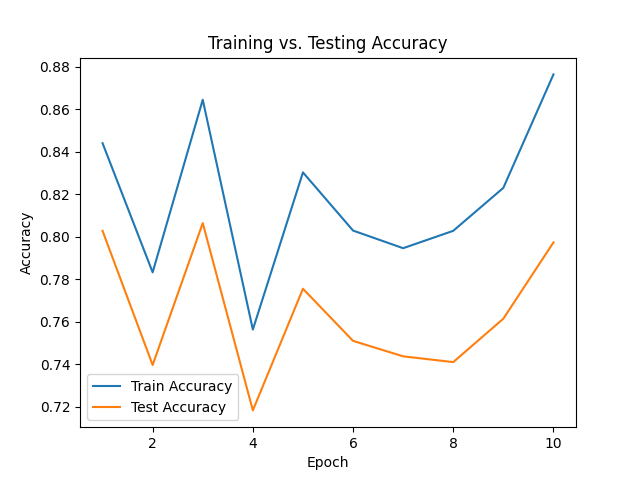 Training vs. Testing Accuracy
0.88
0.86
0.84
0.82
0.80
0.78
0.76
0.74
0.72
Accuracy
Train Accuracy
Test Accuracy
2 4 6 8 10
Epoch